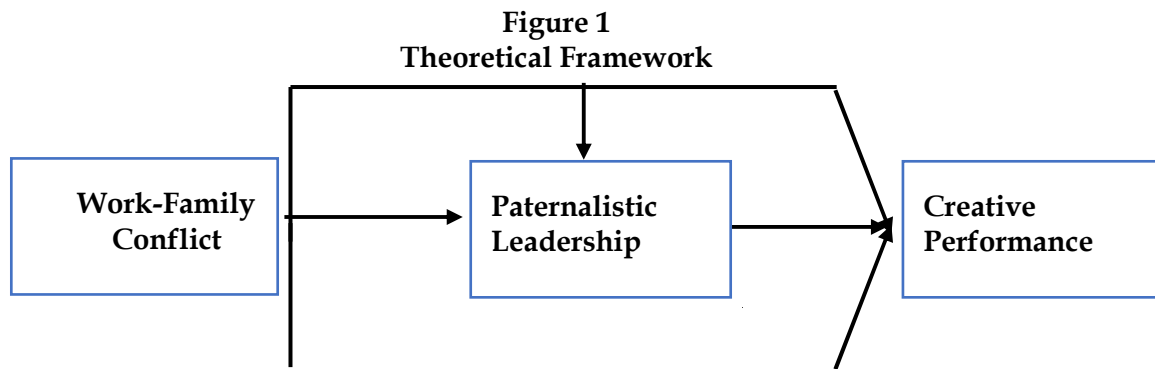 Figure 1
Theoretical Framework
Work-Family
Conflict
Paternalistic
Leadership
Creative
Performance